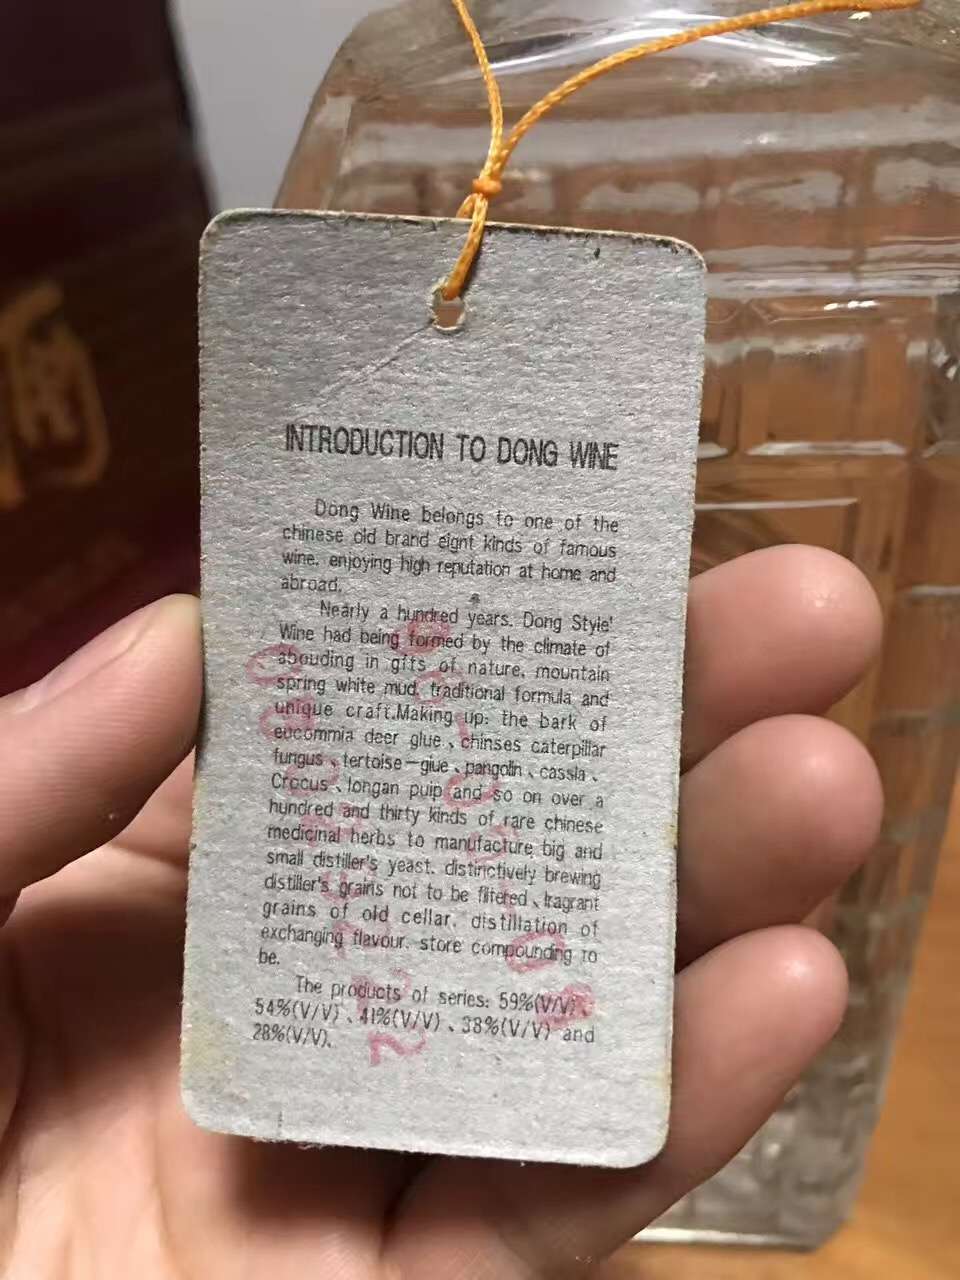 INTRODUCTION TO DONG WINE
Dong Wine belongs to one of the
chinese old brand eignt kinds of famous
wine. enjoying high reputation at home and
abroad.
Nearly a hundred years. Dong Style'
Wine had being formed by the climate of
abouding in gifts of nature. mountain
spring white mud. traditional formula and
unique craft.Making up: the bark of
eucommia deer glue、chinses caterpillar
fungus、tertoise—giue、pangolin、cassia、
Crocus、longan puip and so on over a
hundred and thirty kinds of rare chinese
medicinal herbs to manufacture big and
small distiller's yeast. distinctively brewing
distiller's grains not to be filtered、fragrant
grains of old cellar. distillation of
exchanging flavour. store compounding to
be.
The products of series: 59%(V/V)、
54%(V/V)、41%(V/V)、38%(V/V) and
28%(V/V).